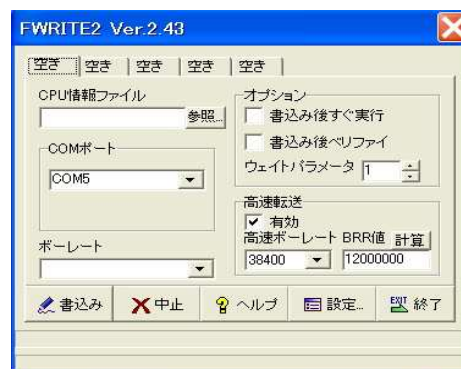 FWRITE2 Ver.2.43
空き 空き 空き 空き 空き
CPU情報ファイル
参照...
COMポート
COM5
ボーレート
オプション
書込み後すぐ実行
書込み後ベリファイ
ウェイトパラメータ 1
高速転送
有効
高速ボーレート BRR値 計算
38400 12000000
書込み 中止 ヘルプ 設定... EXIT 終了